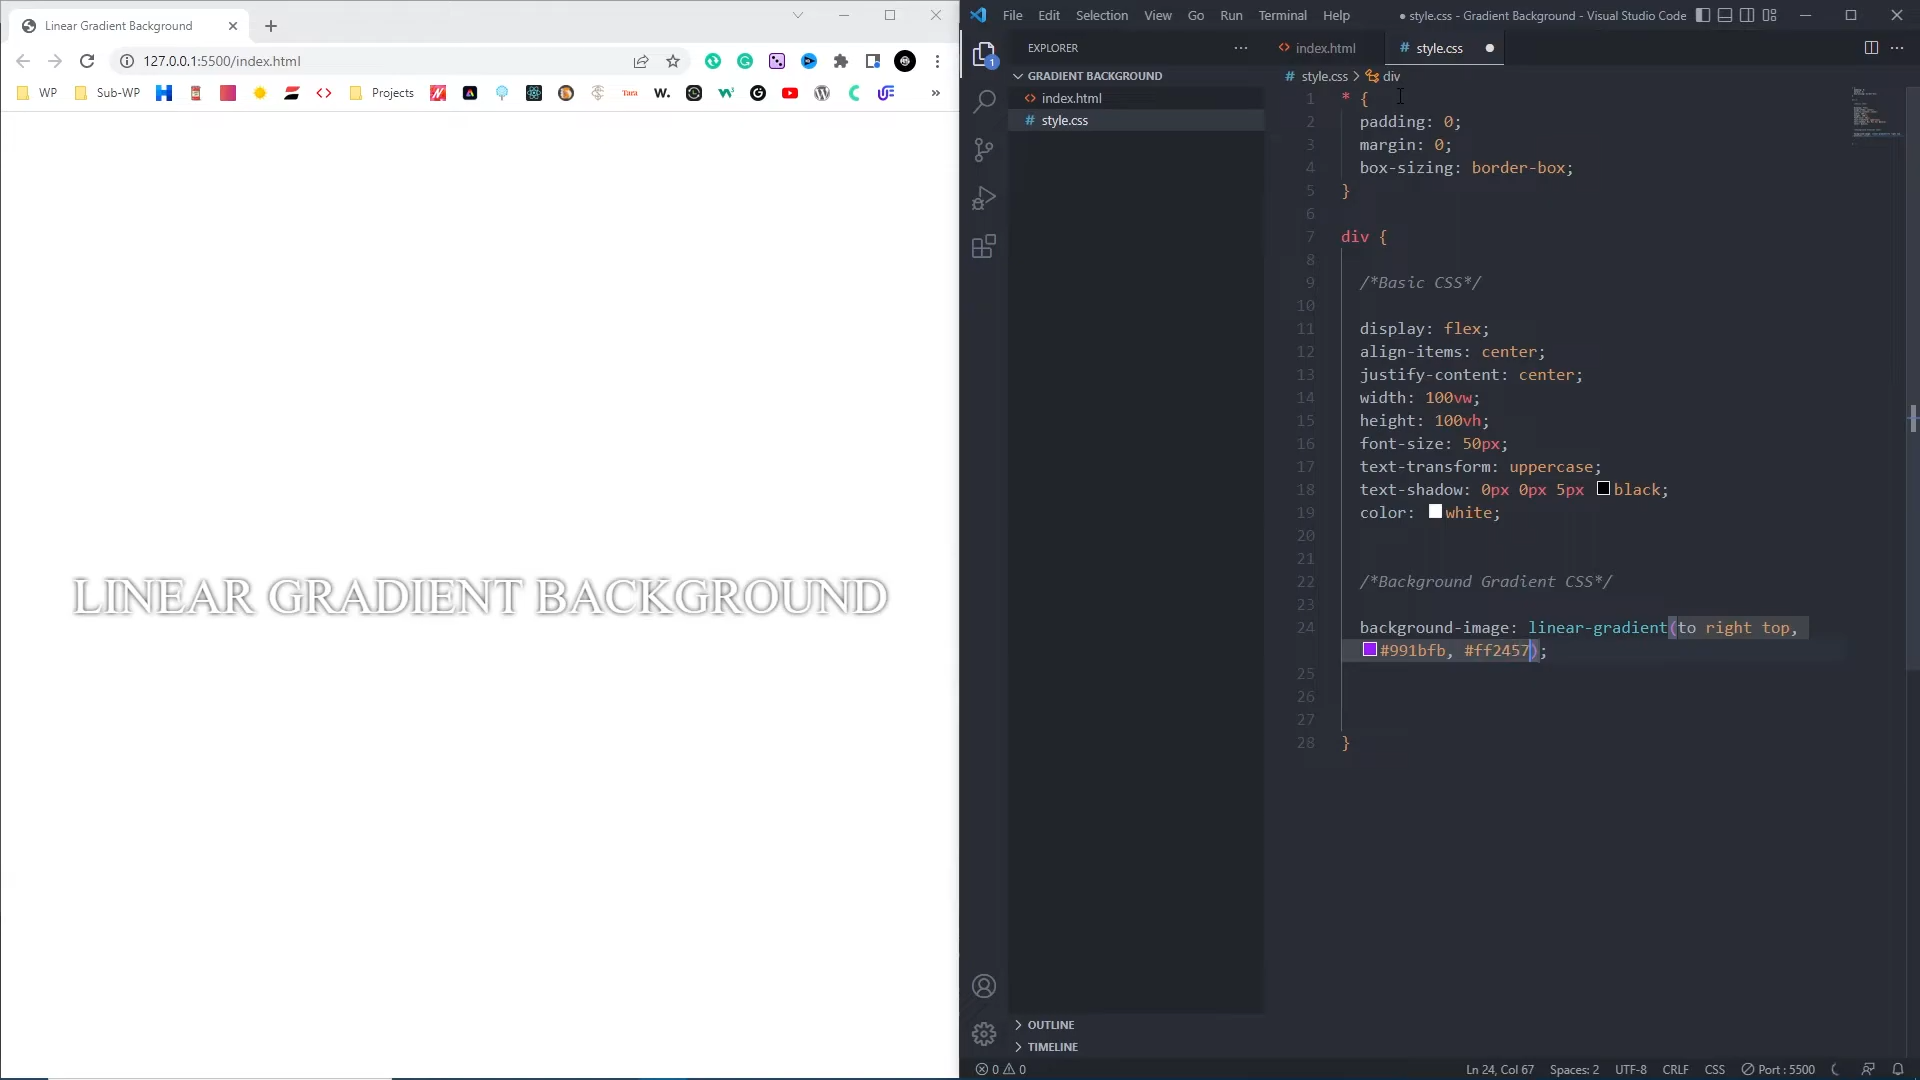 Linear Gradient Background
127.0.0.1:5500/index.html
WP
Sub-WP
Projects
Tara
W.
LINEAR GRADIENT BACKGROUND
File Edit Selection View Go Run Terminal Help
● style.css - Gradient Background - Visual Studio Code
EXPLORER
GRADIENT BACKGROUND
<> index.html
# style.css
1
OUTLINE
TIMELINE
<> index.html
# style.css ●
# style.css > div
1 * {
2 padding: 0;
3 margin: 0;
4 box-sizing: border-box;
5 }
6
7 div {
8
9 /*Basic CSS*/
10
11 display: flex;
12 align-items: center;
13 justify-content: center;
14 width: 100vw;
15 height: 100vh;
16 font-size: 50px;
17 text-transform: uppercase;
18 text-shadow: 0px 0px 5px black;
19 color: white;
20
21
22 /*Background Gradient CSS*/
23
24 background-image: linear-gradient(to right top,
#991bfb, #ff2457);
25
26
27
28 }
0 0
Ln 24, Col 67 Spaces: 2 UTF-8 CRLF CSS Port : 5500